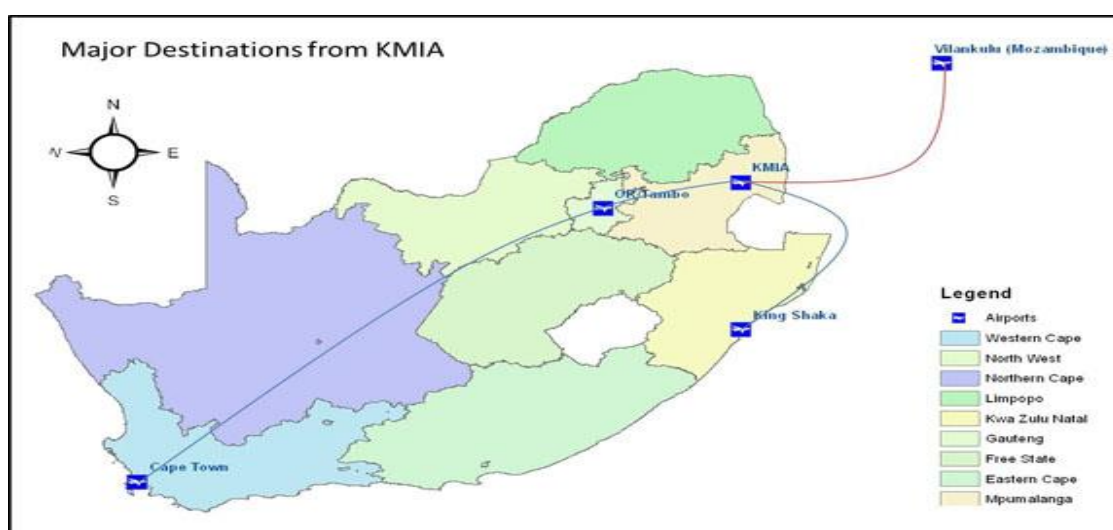 Major Destinations from KMIA
Vilankulu (Mozambique)
N
W
E
S
KMIA
OR Tambo
King Shaka
Cape Town
Legend
Airports
Western Cape
North West
Northern Cape
Limpopo
Kwa Zulu Natal
Gauteng
Free State
Eastern Cape
Mpumalanga